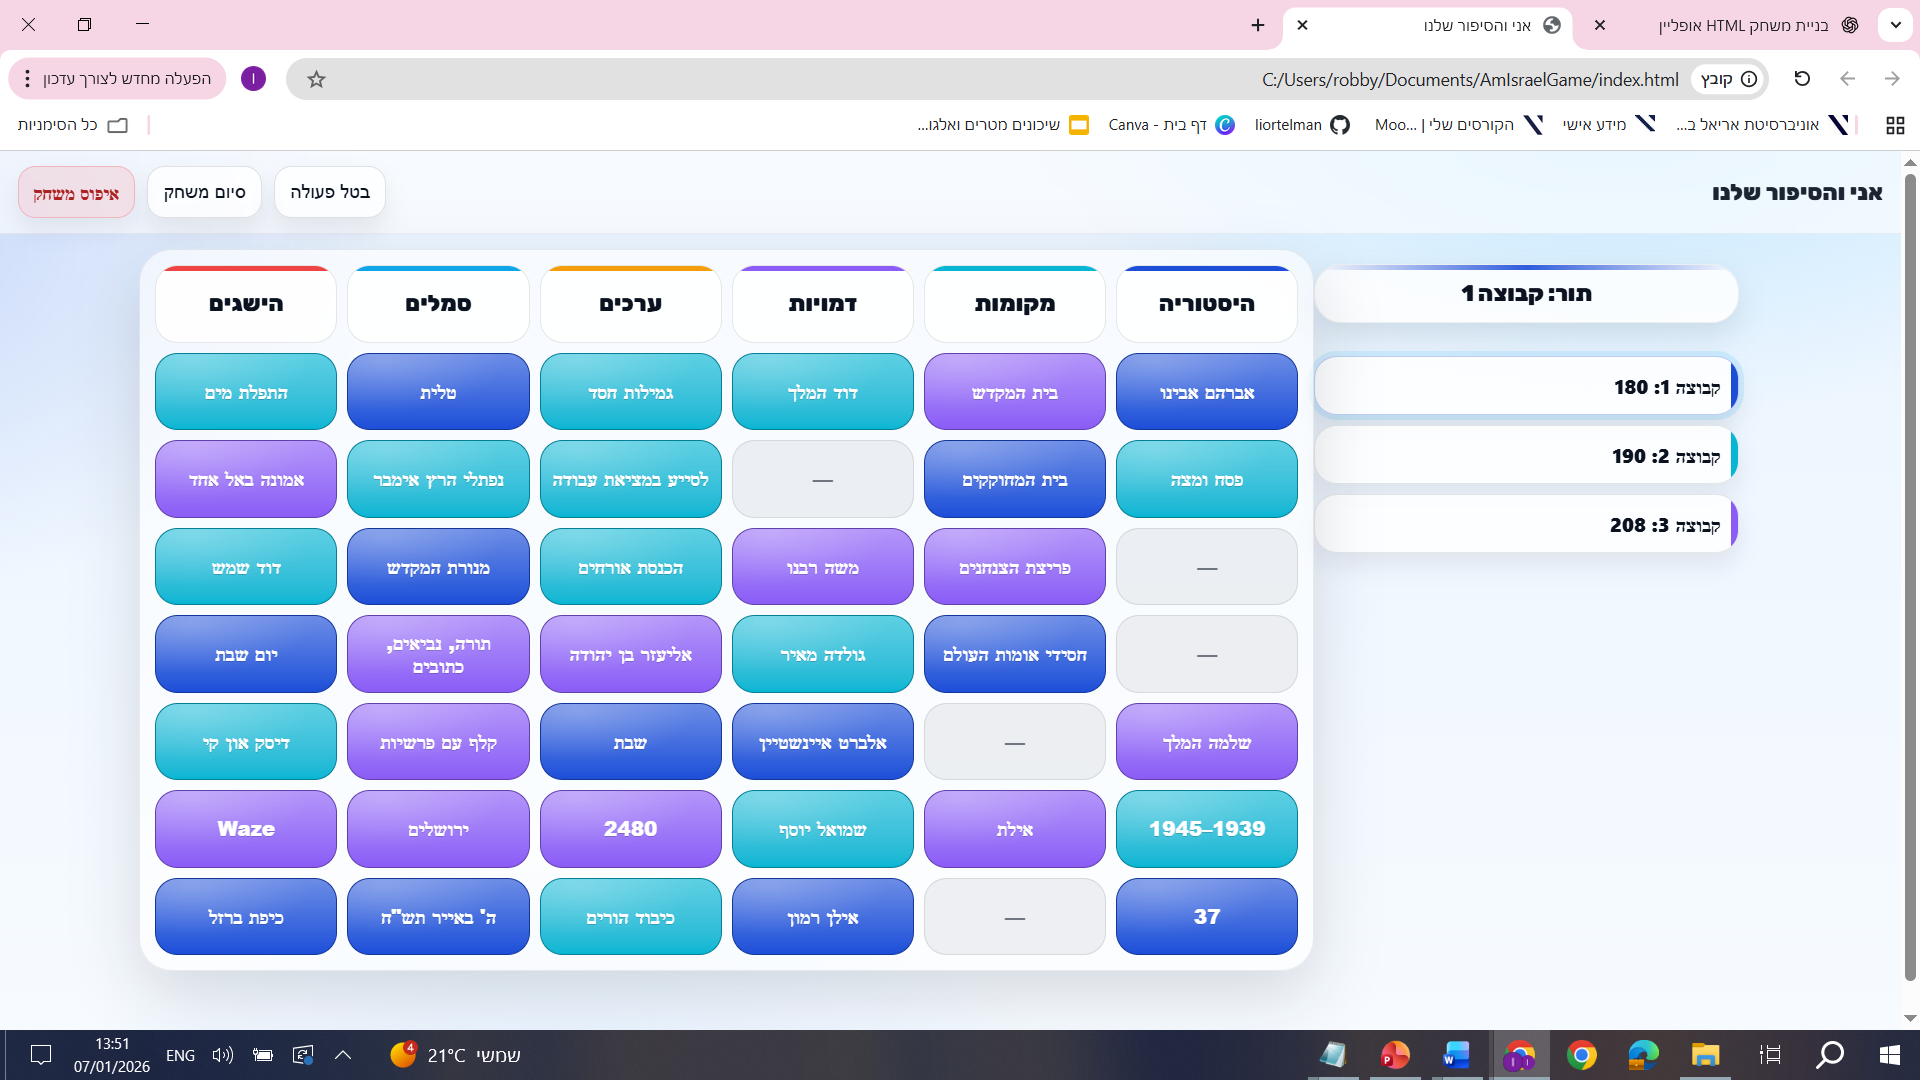 בניית משחק HTML אופליין
אני והסיפור שלנו
C:/Users/robby/Documents/AmIsraelGame/index.html
קובץ
הפעלה מחדש לצורך עדכון
אוניברסיטת אריאל ב...
מידע אישי
הקורסים שלי | Moo...
liortelman
דף בית - Canva
שיכונים מטרים ואלגו...
כל הסימניות
אני והסיפור שלנו
בטל פעולה
סיום משחק
איפוס משחק
תור: קבוצה 1
קבוצה 1: 180
קבוצה 2: 190
קבוצה 3: 208
היסטוריה
מקומות
דמויות
ערכים
סמלים
הישגים
אברהם אבינו
בית המקדש
דוד המלך
גמילות חסד
טלית
התפלת מים
פסח ומצה
בית המחוקקים
—
לסייע במציאת עבודה
נפתלי הרץ אימבר
אמונה באל אחד
—
פריצת הצנחנים
משה רבנו
הכנסת אורחים
מנורת המקדש
דוד שמש
—
חסידי אומות העולם
גולדה מאיר
אליעזר בן יהודה
תורה, נביאים,
כתובים
יום שבת
שלמה המלך
—
אלברט איינשטיין
שבת
קלף עם פרשיות
דיסק און קי
1945–1939
אילת
שמואל יוסף
2480
ירושלים
Waze
37
—
אילן רמון
כיבוד הורים
ה' באייר תש"ח
כיפת ברזל
21°C שמשי
4
ENG
13:51
07/01/2026